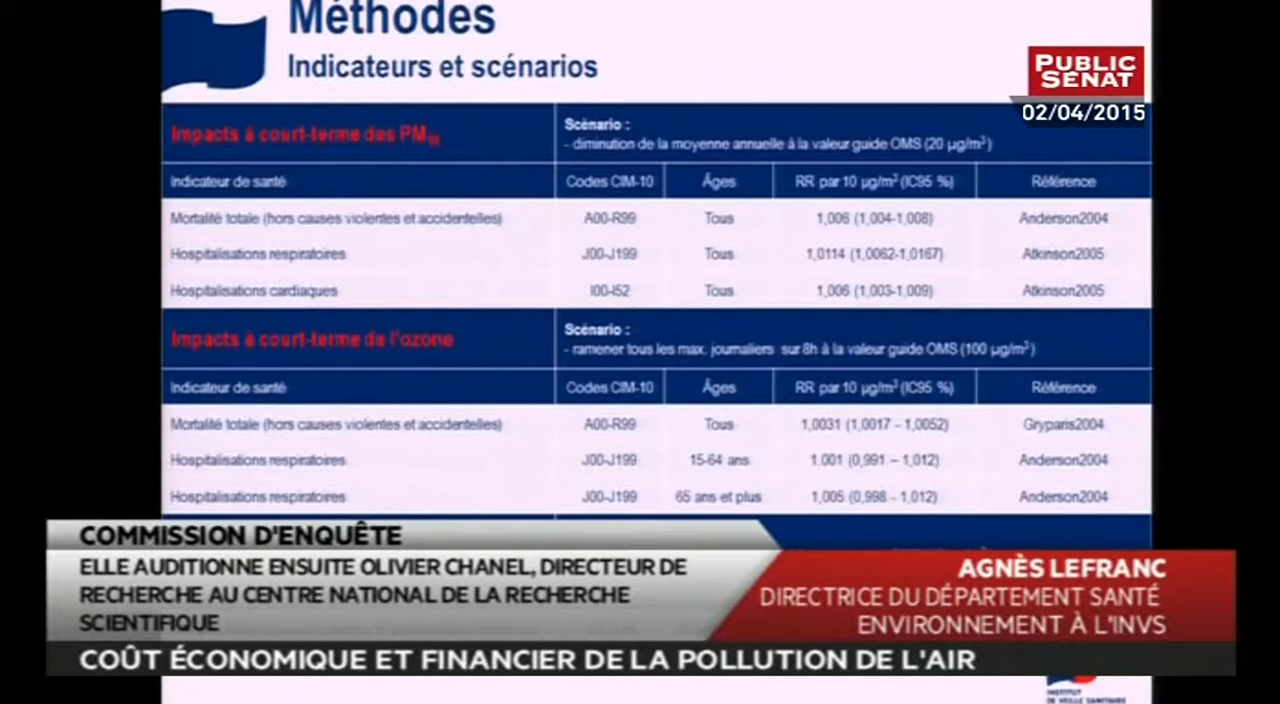 Méthodes
Indicateurs et scénarios
PUBLIC
SÉNAT
02/04/2015
Impacts à court-terme des PM10
Scénario :
- diminution de la moyenne annuelle à la valeur guide OMS (20 µg/m³)
Indicateur de santé Codes CIM-10 Âges RR par 10 µg/m³ (IC95 %) Référence
Mortalité totale (hors causes violentes et accidentelles) A00-R99 Tous 1,006 (1,004-1,008) Anderson2004
Hospitalisations respiratoires J00-J199 Tous 1,0114 (1,0062-1,0167) Atkinson2005
Hospitalisations cardiaques I00-I52 Tous 1,006 (1,003-1,009) Atkinson2005
Impacts à court-terme de l'ozone
Scénario :
- ramener tous les max. journaliers sur 8h à la valeur guide OMS (100 µg/m³)
Indicateur de santé Codes CIM-10 Âges RR par 10 µg/m³ (IC95 %) Référence
Mortalité totale (hors causes violentes et accidentelles) A00-R99 Tous 1,0031 (1,0017 - 1,0052) Gryparis2004
Hospitalisations respiratoires J00-J199 15-64 ans 1.001 (0,991 – 1,012) Anderson2004
Hospitalisations respiratoires J00-J199 65 ans et plus 1,005 (0,998 - 1,012) Anderson2004
COMMISSION D'ENQUÊTE
ELLE AUDITIONNE ENSUITE OLIVIER CHANEL, DIRECTEUR DE
RECHERCHE AU CENTRE NATIONAL DE LA RECHERCHE
SCIENTIFIQUE
AGNÈS LEFRANC
DIRECTRICE DU DÉPARTEMENT SANTÉ
ENVIRONNEMENT À L'INVS
COÛT ÉCONOMIQUE ET FINANCIER DE LA POLLUTION DE L'AIR
INSTITUT
DE VEILLE SANITAIRE